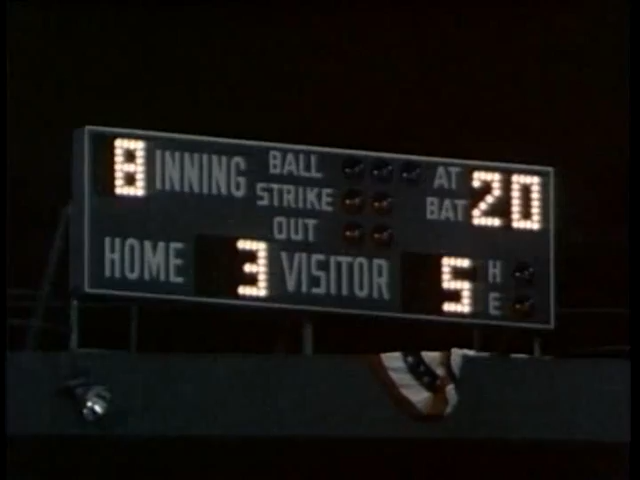 8 INNING BALL AT 20
STRIKE BAT
OUT
HOME 3 VISITOR 5 H
E